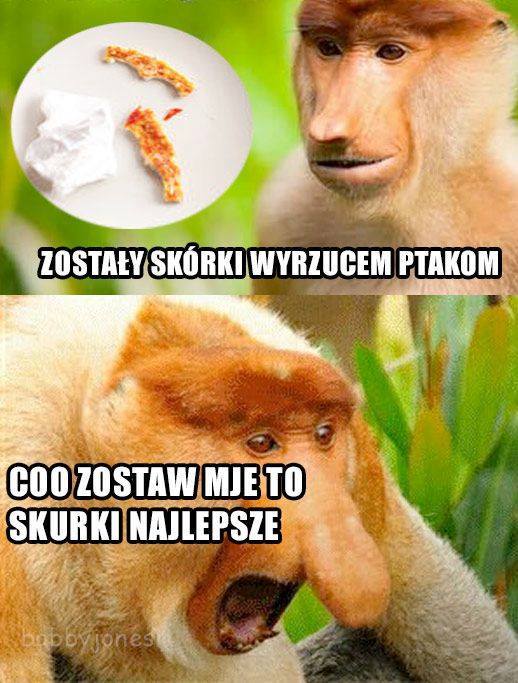 ZOSTAŁY SKÓRKI WYRZUCEM PTAKOM
COO ZOSTAW MJE TO
SKURKI NAJLEPSZE
babbyjones